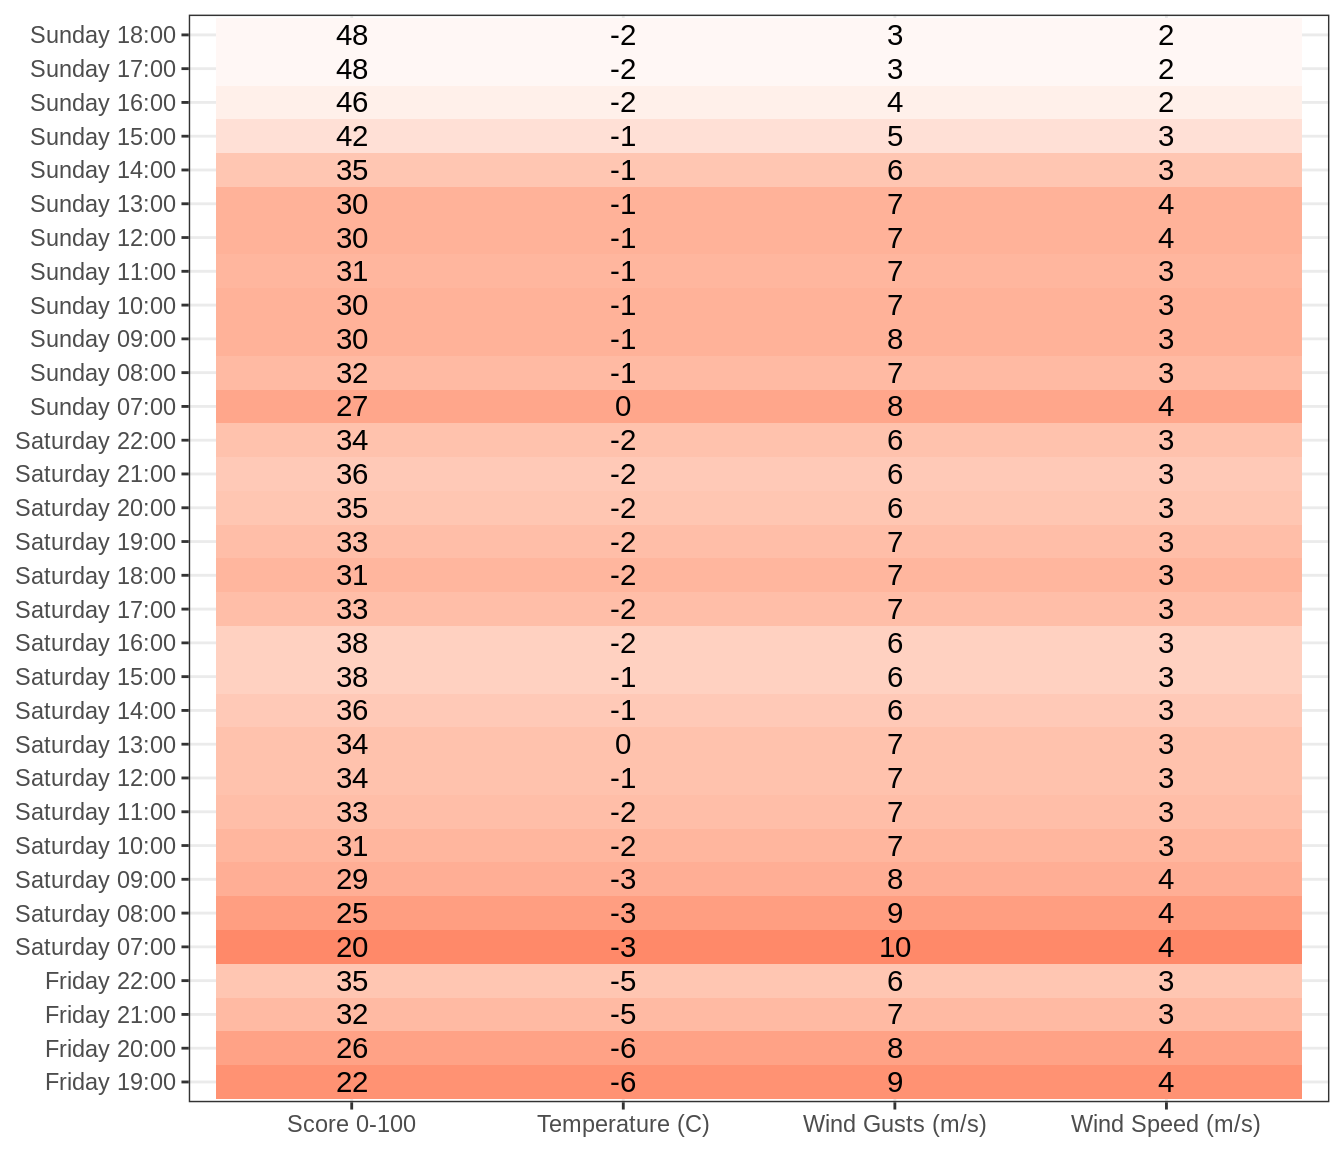 Sunday 18:00 48 -2 3 2
Sunday 17:00 48 -2 3 2
Sunday 16:00 46 -2 4 2
Sunday 15:00 42 -1 5 3
Sunday 14:00 35 -1 6 3
Sunday 13:00 30 -1 7 4
Sunday 12:00 30 -1 7 4
Sunday 11:00 31 -1 7 3
Sunday 10:00 30 -1 7 3
Sunday 09:00 30 -1 8 3
Sunday 08:00 32 -1 7 3
Sunday 07:00 27 0 8 4
Saturday 22:00 34 -2 6 3
Saturday 21:00 36 -2 6 3
Saturday 20:00 35 -2 6 3
Saturday 19:00 33 -2 7 3
Saturday 18:00 31 -2 7 3
Saturday 17:00 33 -2 7 3
Saturday 16:00 38 -2 6 3
Saturday 15:00 38 -1 6 3
Saturday 14:00 36 -1 6 3
Saturday 13:00 34 0 7 3
Saturday 12:00 34 -1 7 3
Saturday 11:00 33 -2 7 3
Saturday 10:00 31 -2 7 3
Saturday 09:00 29 -3 8 4
Saturday 08:00 25 -3 9 4
Saturday 07:00 20 -3 10 4
Friday 22:00 35 -5 6 3
Friday 21:00 32 -5 7 3
Friday 20:00 26 -6 8 4
Friday 19:00 22 -6 9 4
Score 0-100 Temperature (C) Wind Gusts (m/s) Wind Speed (m/s)